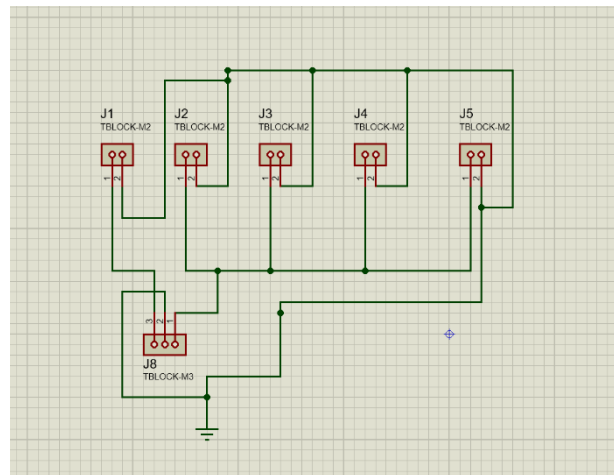 J1
TBLOCK-M2
J2
TBLOCK-M2
J3
TBLOCK-M2
J4
TBLOCK-M2
J5
TBLOCK-M2
1 2
1 2
1 2
1 2
1 2
3 2 1
J8
TBLOCK-M3